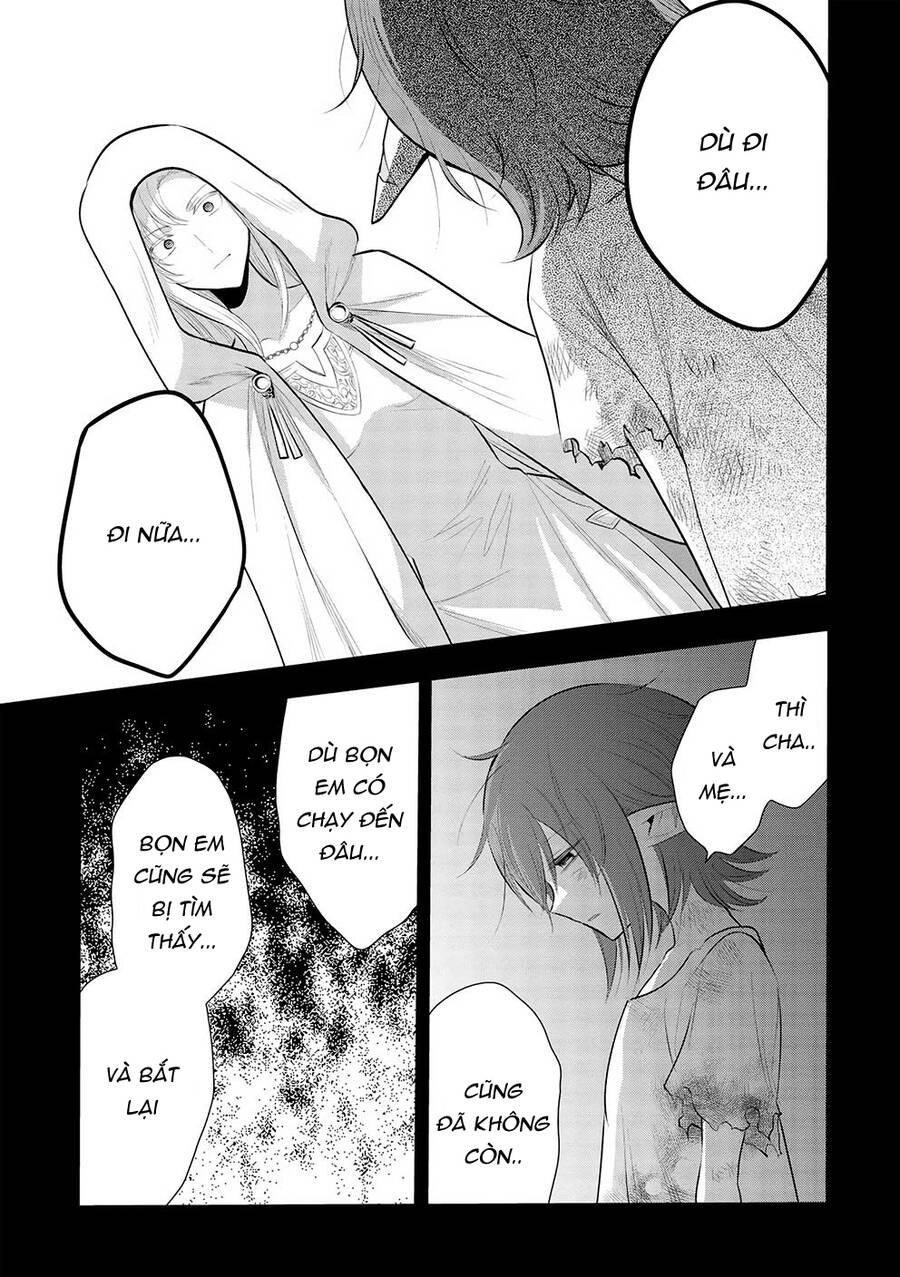 DÙ ĐI
ĐÂU...
ĐI NỮA...
THÌ
CHA..
VÀ
MẸ...
CŨNG
ĐÃ KHÔNG
CÒN..
DÙ BỌN
EM CÓ
CHẠY ĐẾN
ĐÂU...
BỌN EM
CŨNG SẼ
BỊ TÌM
THẤY...
VÀ BẮT
LẠI